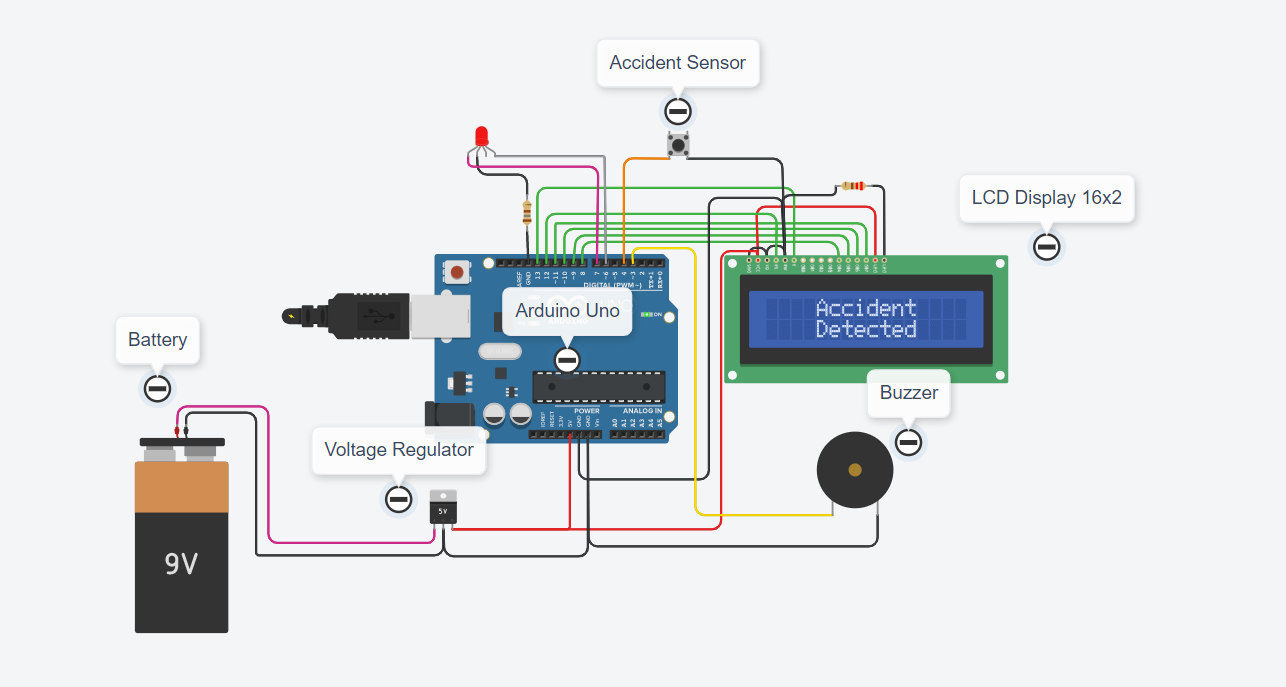 Accident Sensor
LCD Display 16x2
AREF
GND
13
12
~11
~10
~9
8
7
~6
~5
4
~3
2
TX→1
RX←0
DIGITAL (PWM~)
Arduino Uno
ON
Accident
Detected
Battery
Buzzer
POWER
ANALOG IN
IOREF
RESET
3.3V
5V
GND
GND
Vin
A0
A1
A2
A3
A4
A5
Voltage Regulator
5V
9V